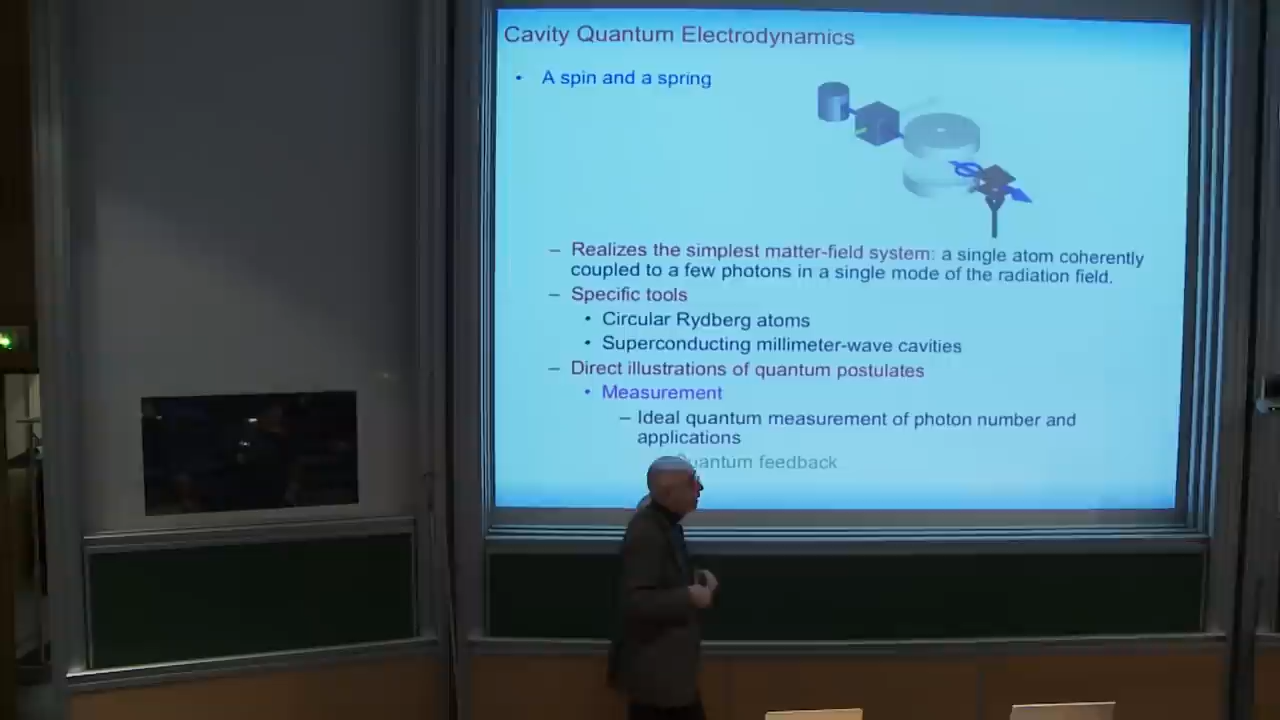 Cavity Quantum Electrodynamics
• A spin and a spring
– Realizes the simplest matter-field system: a single atom coherently
coupled to a few photons in a single mode of the radiation field.
– Specific tools
• Circular Rydberg atoms
• Superconducting millimeter-wave cavities
– Direct illustrations of quantum postulates
• Measurement
– Ideal quantum measurement of photon number and
applications
uantum feedback